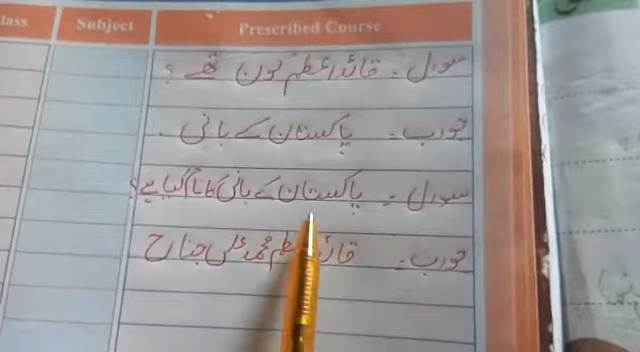 lass Subject Prescribed Course
سوال۔ قائداعظم کون تھے ؟
جواب۔ پاکستان کے بانی ۔
سوال۔ پاکستان کے بانی کا نام کیا ہے؟
جواب۔ قائداعظم محمد علی جناح